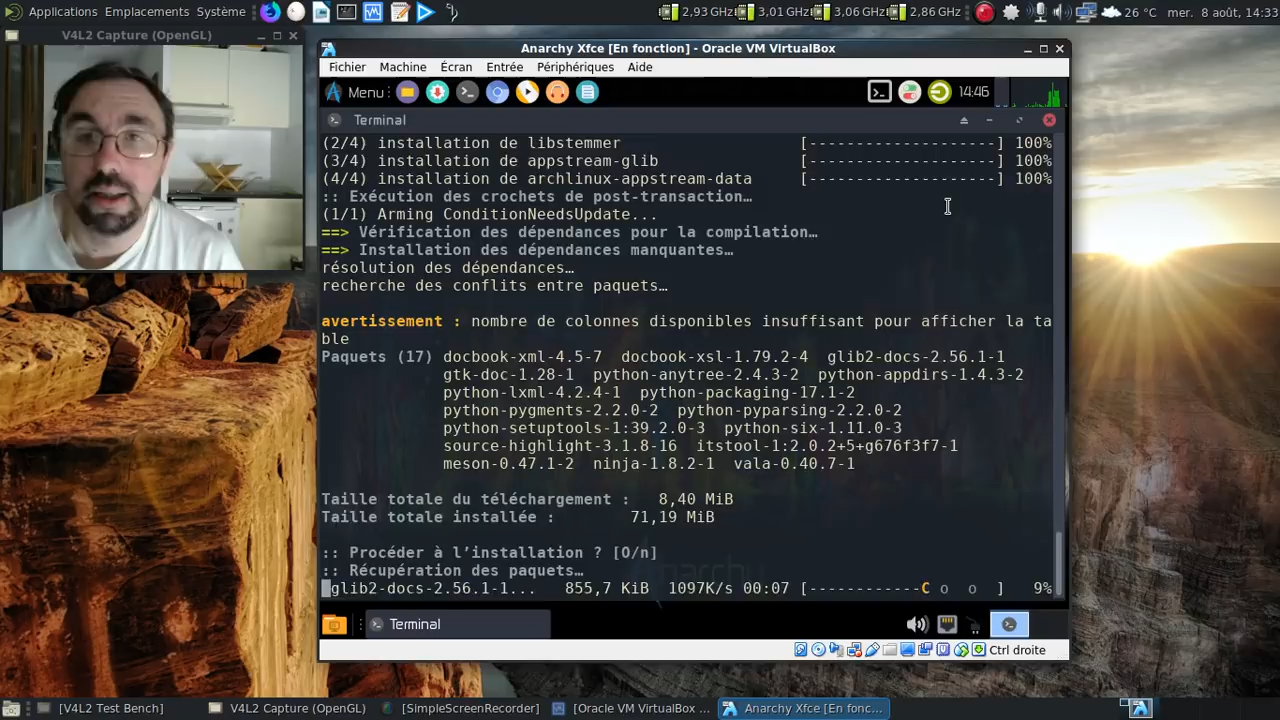 Applications Emplacements Système
2,93 GHz 3,01 GHz 3,06 GHz 2,86 GHz 26 °C mer. 8 août, 14:33
V4L2 Capture (OpenGL)
Anarchy Xfce [En fonction] - Oracle VM VirtualBox
Fichier Machine Écran Entrée Périphériques Aide
Menu 14:46
Terminal
(2/4) installation de libstemmer [--------------------] 100%
(3/4) installation de appstream-glib [--------------------] 100%
(4/4) installation de archlinux-appstream-data [--------------------] 100%
:: Exécution des crochets de post-transaction…
(1/1) Arming ConditionNeedsUpdate...
==> Vérification des dépendances pour la compilation…
==> Installation des dépendances manquantes…
résolution des dépendances…
recherche des conflits entre paquets…
avertissement : nombre de colonnes disponibles insuffisant pour afficher la ta
ble
Paquets (17) docbook-xml-4.5-7 docbook-xsl-1.79.2-4 glib2-docs-2.56.1-1
gtk-doc-1.28-1 python-anytree-2.4.3-2 python-appdirs-1.4.3-2
python-lxml-4.2.4-1 python-packaging-17.1-2
python-pygments-2.2.0-2 python-pyparsing-2.2.0-2
python-setuptools-1:39.2.0-3 python-six-1.11.0-3
source-highlight-3.1.8-16 itstool-1:2.0.2+5+g676f3f7-1
meson-0.47.1-2 ninja-1.8.2-1 vala-0.40.7-1
Taille totale du téléchargement : 8,40 MiB
Taille totale installée : 71,19 MiB
:: Procéder à l’installation ? [O/n]
:: Récupération des paquets…
glib2-docs-2.56.1-1... 855,7 KiB 1097K/s 00:07 [------------C o o ] 9%
Terminal
Ctrl droite
[V4L2 Test Bench] V4L2 Capture (OpenGL) [SimpleScreenRecorder] [Oracle VM VirtualBox ... Anarchy Xfce [En fonc...